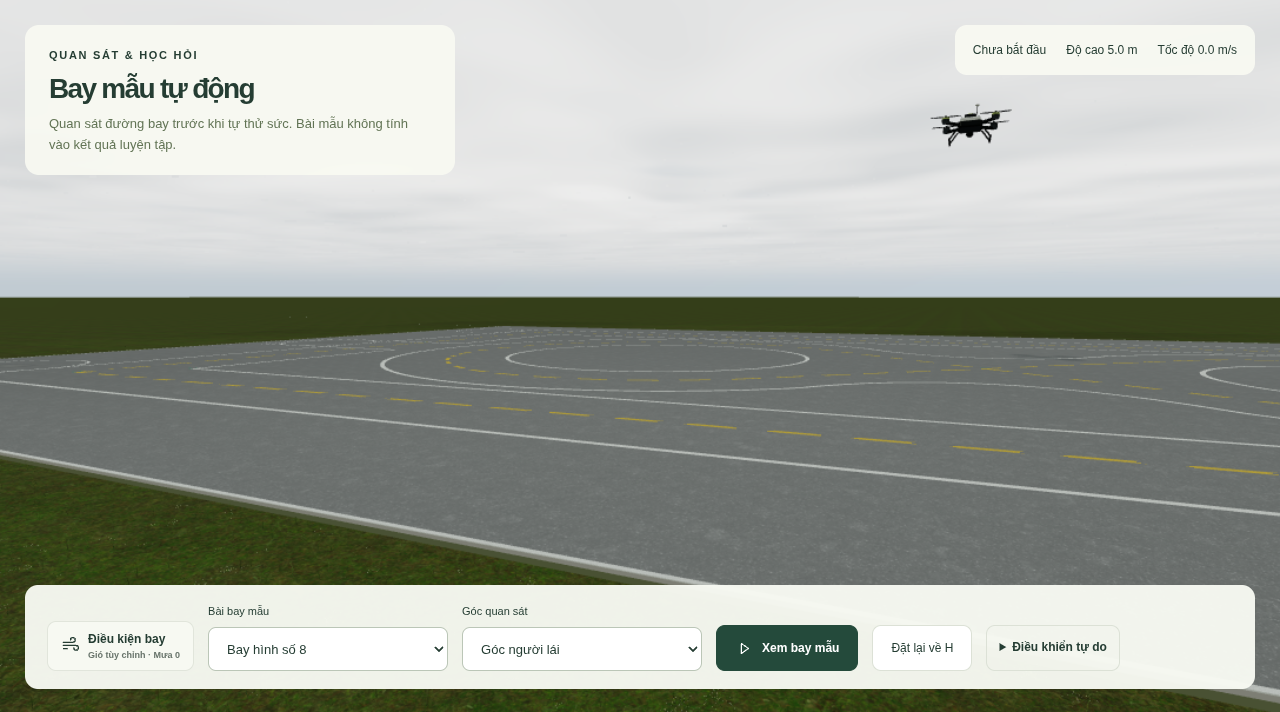 QUAN SÁT & HỌC HỎI
Bay mẫu tự động
Quan sát đường bay trước khi tự thử sức. Bài mẫu không tính
vào kết quả luyện tập.
Chưa bắt đầu Độ cao 5.0 m Tốc độ 0.0 m/s
Điều kiện bay
Gió tùy chỉnh · Mưa 0
Bài bay mẫu
Bay hình số 8
Góc quan sát
Góc người lái
Xem bay mẫu
Đặt lại về H
Điều khiển tự do